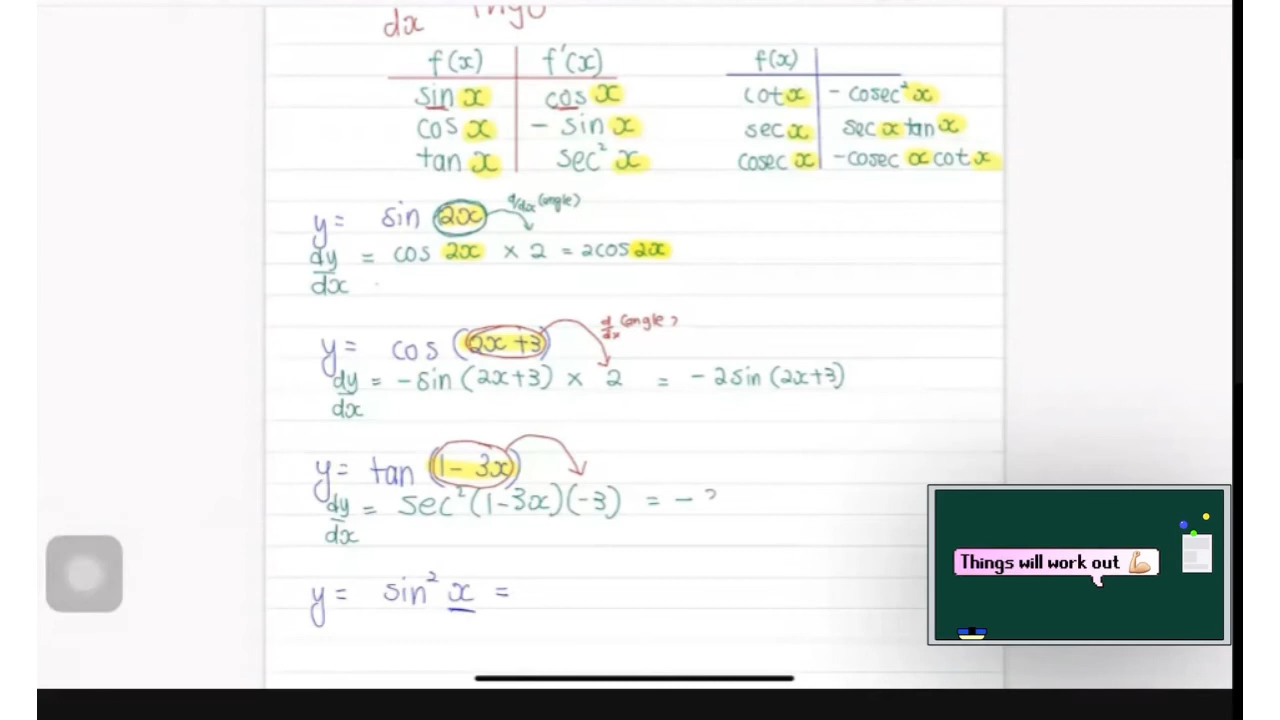 dx
f(x) f'(x) f(x)
sin x cos x cot x - cosec² x
cos x - sin x sec x sec x tan x
tan x sec² x cosec x -cosec x cot x
d/dx (angle)
y = sin 2x
dy/dx = cos 2x × 2 = 2cos 2x
d/dx (angle)
y = cos (2x+3)
dy/dx = -sin (2x+3) × 2 = - 2sin (2x+3)
y = tan (1- 3x)
dy/dx = sec² (1-3x)(-3) = -
y = sin² x =
Things will work out 💪🏼